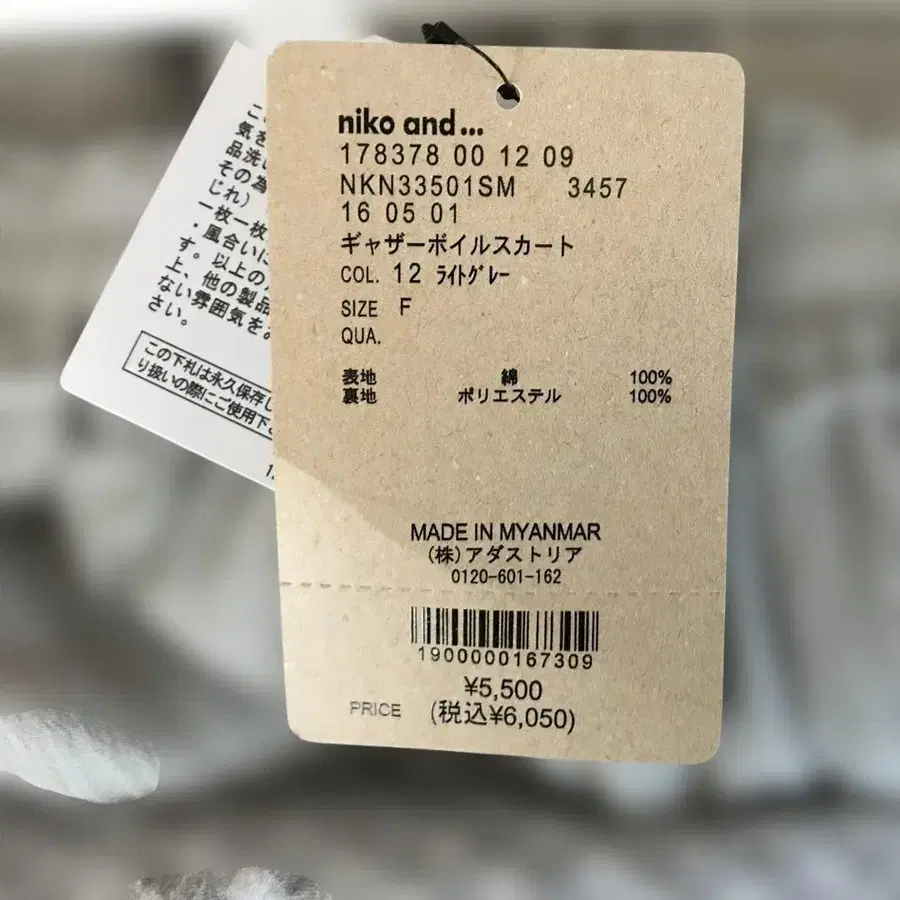 niko and...
178378 00 12 09
NKN33501SM 3457
16 05 01
ギャザーボイルスカート
COL. 12 ﾗｲﾄｸﾞﾚｰ
SIZE F
QUA.
表地 綿 100%
裏地 ポリエステル 100%
MADE IN MYANMAR
(株)アダストリア
0120-601-162
1900000167309
¥5,500
PRICE (税込¥6,050)
こ
気を
品洗い
その為
じれ)
一枚一枚
・風合いに
す。以上の
上、他の製品
ない雰囲気を
さい。
この下札は永久保存し
り扱いの際にご使用下